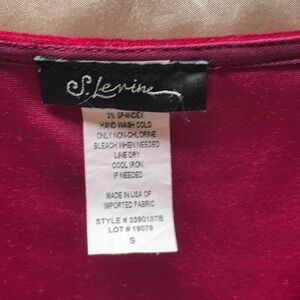 S. Levine
3% SPANDEX
HAND WASH COLD
ONLY NON-CHLORINE
BLEACH WHEN NEEDED
LINE DRY
COOL IRON
IF NEEDED
MADE IN USA OF
IMPORTED FABRIC
STYLE # 3390187B
LOT # 19079
S